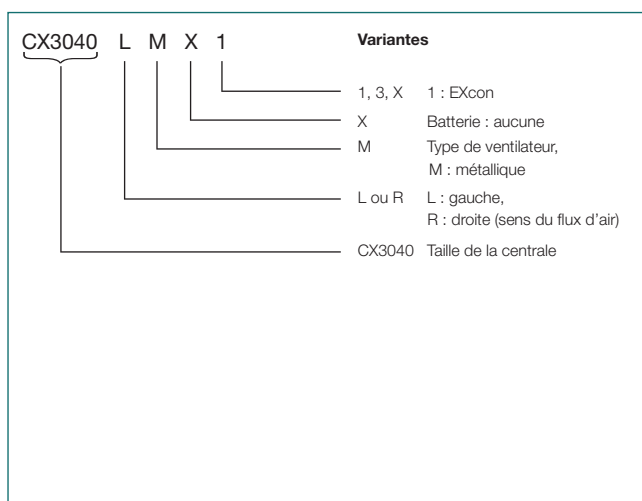 CX3040 L M X 1
Variantes
1, 3, X 1 : EXcon
X Batterie : aucune
M Type de ventilateur,
M : métallique
L ou R L : gauche,
R : droite (sens du flux d’air)
CX3040 Taille de la centrale